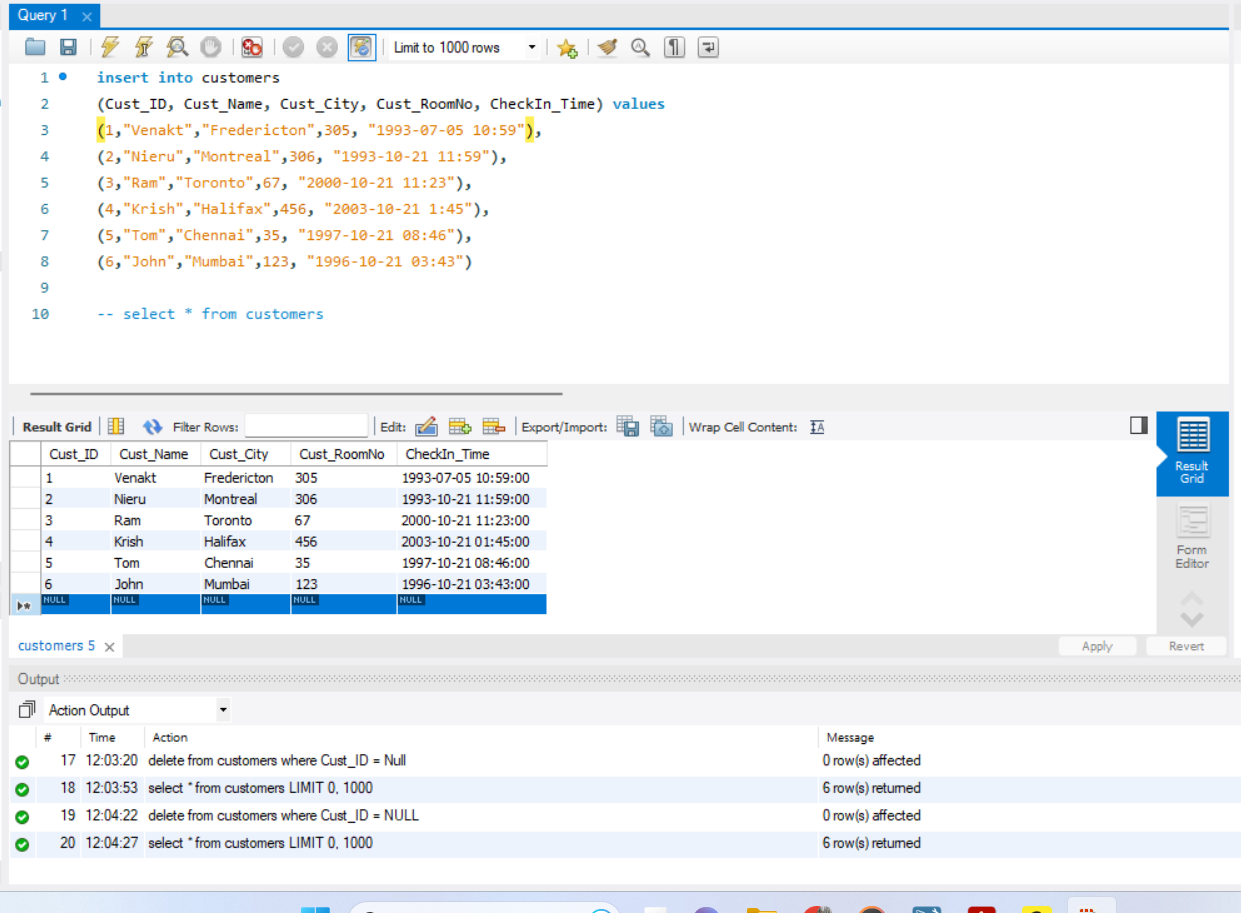 Query 1
Limit to 1000 rows
1 insert into customers
2 (Cust_ID, Cust_Name, Cust_City, Cust_RoomNo, CheckIn_Time) values
3 (1,"Venakt","Fredericton",305, "1993-07-05 10:59"),
4 (2,"Nieru","Montreal",306, "1993-10-21 11:59"),
5 (3,"Ram","Toronto",67, "2000-10-21 11:23"),
6 (4,"Krish","Halifax",456, "2003-10-21 1:45"),
7 (5,"Tom","Chennai",35, "1997-10-21 08:46"),
8 (6,"John","Mumbai",123, "1996-10-21 03:43")
9
10 -- select * from customers
Result Grid Filter Rows: Edit: Export/Import: Wrap Cell Content:
Cust_ID Cust_Name Cust_City Cust_RoomNo CheckIn_Time
1 Venakt Fredericton 305 1993-07-05 10:59:00
2 Nieru Montreal 306 1993-10-21 11:59:00
3 Ram Toronto 67 2000-10-21 11:23:00
4 Krish Halifax 456 2003-10-21 01:45:00
5 Tom Chennai 35 1997-10-21 08:46:00
6 John Mumbai 123 1996-10-21 03:43:00
NULL NULL NULL NULL NULL
Result
Grid
Form
Editor
customers 5
Apply Revert
Output
Action Output
# Time Action Message
17 12:03:20 delete from customers where Cust_ID = Null 0 row(s) affected
18 12:03:53 select * from customers LIMIT 0, 1000 6 row(s) returned
19 12:04:22 delete from customers where Cust_ID = NULL 0 row(s) affected
20 12:04:27 select * from customers LIMIT 0, 1000 6 row(s) returned